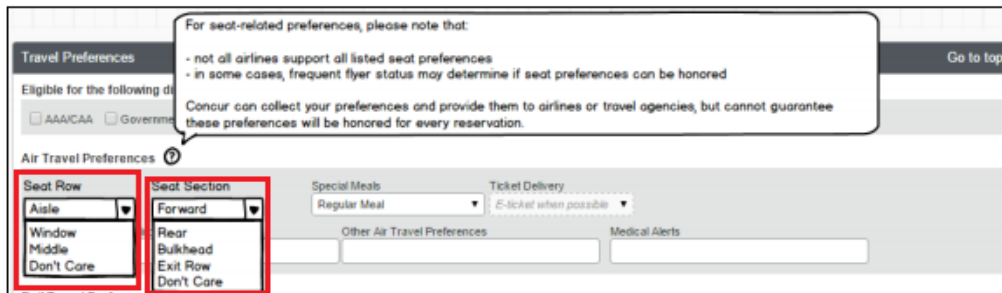 For seat-related preferences, please note that:
- not all airlines support all listed seat preferences
- in some cases, frequent flyer status may determine if seat preferences can be honored
Concur can collect your preferences and provide them to airlines or travel agencies, but cannot guarantee
these preferences will be honored for every reservation.
Travel Preferences
Go to top
Eligible for the following
AAA/CAA
Air Travel Preferences ?
Seat Row
Seat Section
Special Meals
Ticket Delivery
Aisle
Forward
Regular Meal
E-ticket when possible
Window
Middle
Don't Care
Rear
Bulkhead
Exit Row
Don't Care
Other Air Travel Preferences
Medical Alerts